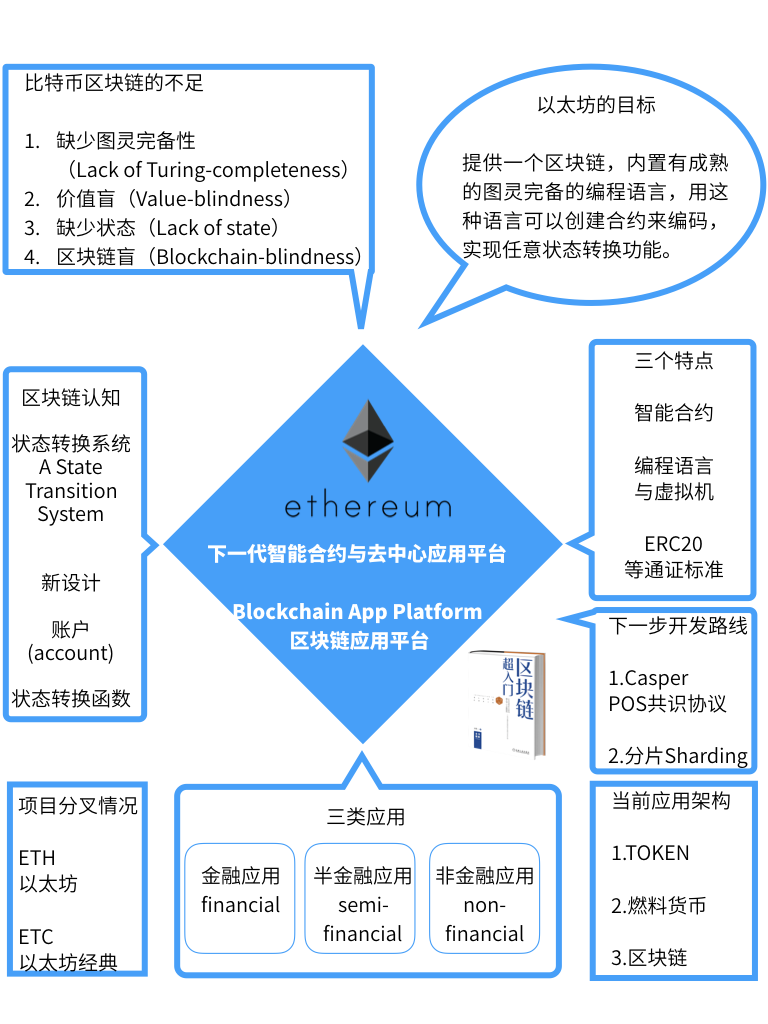 比特币区块链的不足
1. 缺少图灵完备性
（Lack of Turing-completeness）
2. 价值盲（Value-blindness）
3. 缺少状态（Lack of state）
4. 区块链盲（Blockchain-blindness）
以太坊的目标
提供一个区块链，内置有成熟
的图灵完备的编程语言，用这
种语言可以创建合约来编码，
实现任意状态转换功能。
区块链认知
状态转换系统
A State
Transition
System
新设计
账户
(account)
状态转换函数
ethereum
下一代智能合约与去中心应用平台
Blockchain App Platform
区块链应用平台
三个特点
智能合约
编程语言
与虚拟机
ERC20
等通证标准
下一步开发路线
1.Casper
POS共识协议
2.分片Sharding
区块链
超入门
项目分叉情况
ETH
以太坊
ETC
以太坊经典
三类应用
金融应用
financial
半金融应用
semi-
financial
非金融应用
non-
financial
当前应用架构
1.TOKEN
2.燃料货币
3.区块链